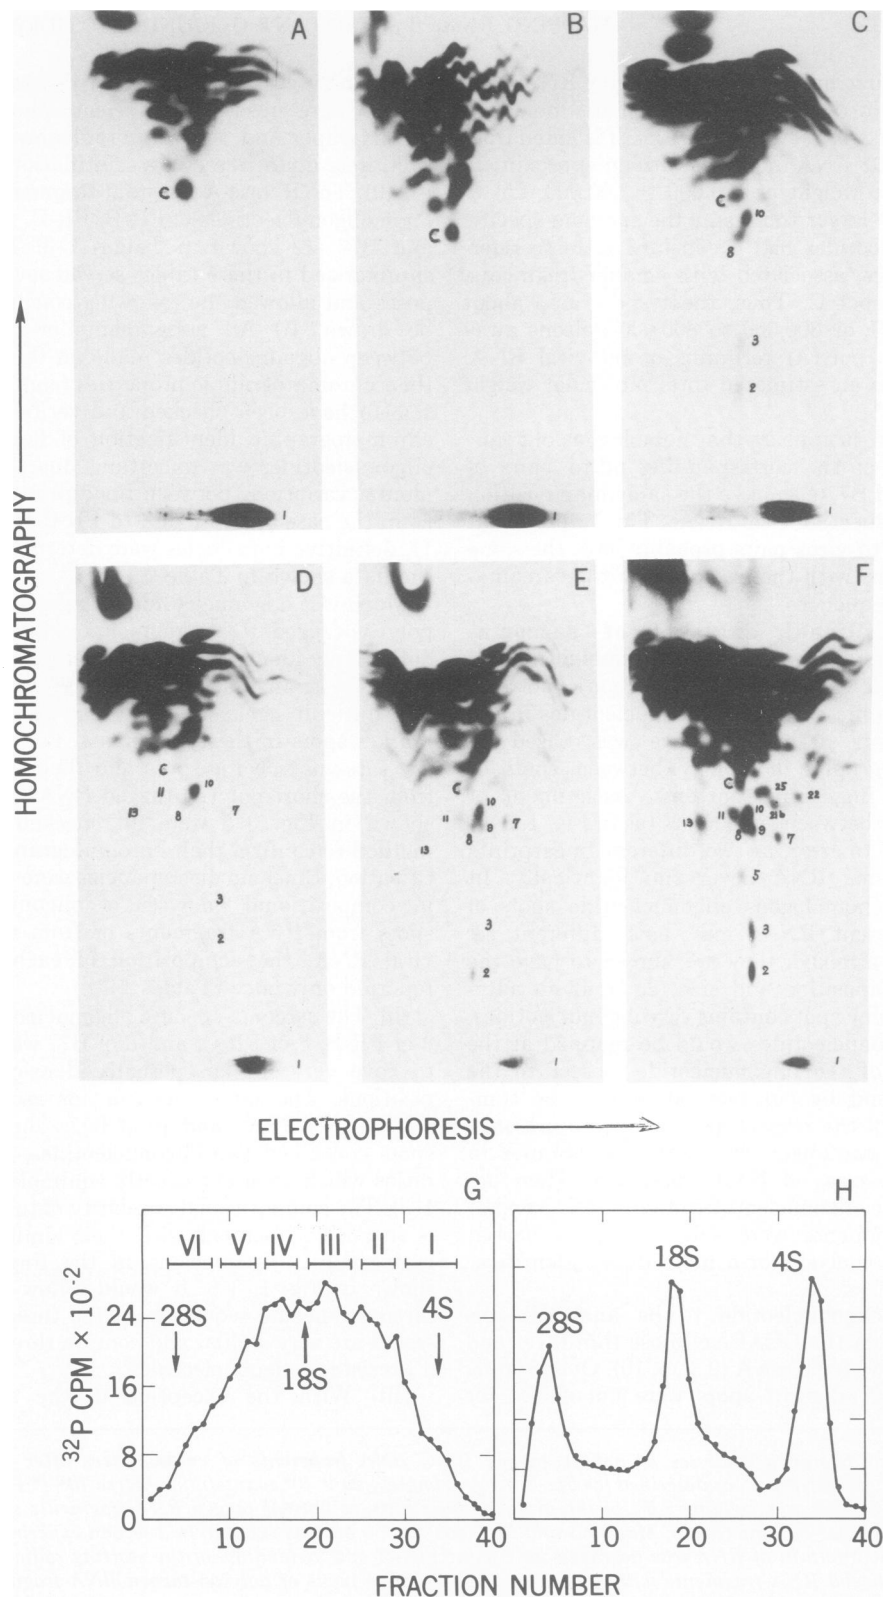 A
B
C
C
C
C
10
8
3
2
1
1
1
D
E
F
C
11
10
13
8
7
3
2
1
C
11
10
9
8
7
13
3
2
1
C
25
22
11
10
21b
13
8
9
7
5
3
2
1
HOMOCHROMATOGRAPHY
ELECTROPHORESIS
G
H
VI V IV III II I
28S
18S
4S
28S
18S
4S
24
16
8
0
³²P CPM × 10⁻²
10 20 30 40
10 20 30 40
FRACTION NUMBER